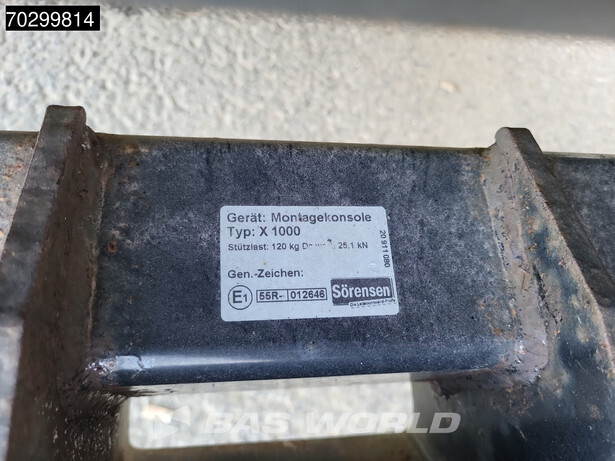 70299814
Gerät: Montagekonsole
Typ: X 1000
Stützlast: 120 kg 25,1 kN
Gen.-Zeichen:
E1 55R- 012646 Sörensen
20 911 080
BAS WORLD